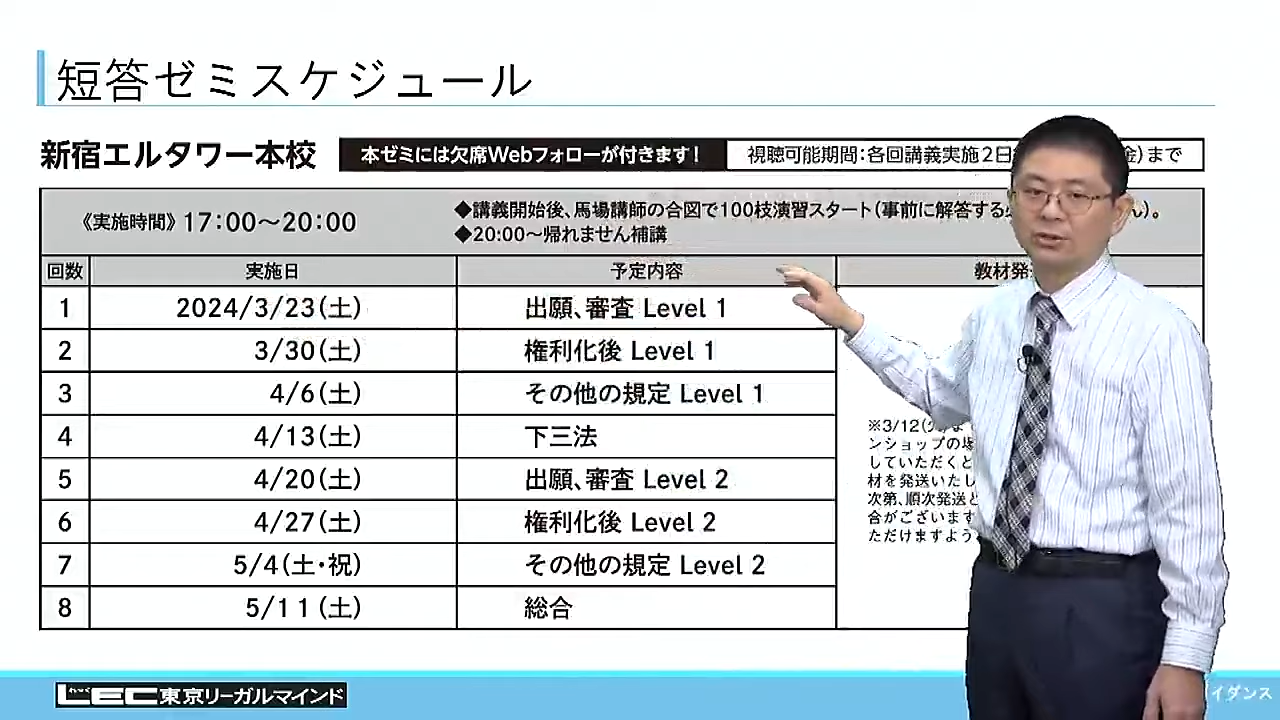 短答ゼミスケジュール
新宿エルタワー本校 本ゼミには欠席Webフォローが付きます! 視聴可能期間:各回講義実施2日 金)まで
《実施時間》17:00〜20:00
◆講義開始後、馬場講師の合図で100枝演習スタート(事前に解答する ん)。
◆20:00〜帰れません補講
回数 実施日 予定内容 教材発
1 2024/3/23(土) 出願、審査 Level 1
2 3/30(土) 権利化後 Level 1
3 4/6(土) その他の規定 Level 1
4 4/13(土) 下三法
5 4/20(土) 出願、審査 Level 2
6 4/27(土) 権利化後 Level 2
7 5/4(土・祝) その他の規定 Level 2
8 5/11(土) 総合
※3/12(
ンショップの場
していただくと
材を発送いたし
次第、順次発送と
合がございます
ただけますよう
LEC東京リーガルマインド
イダンス